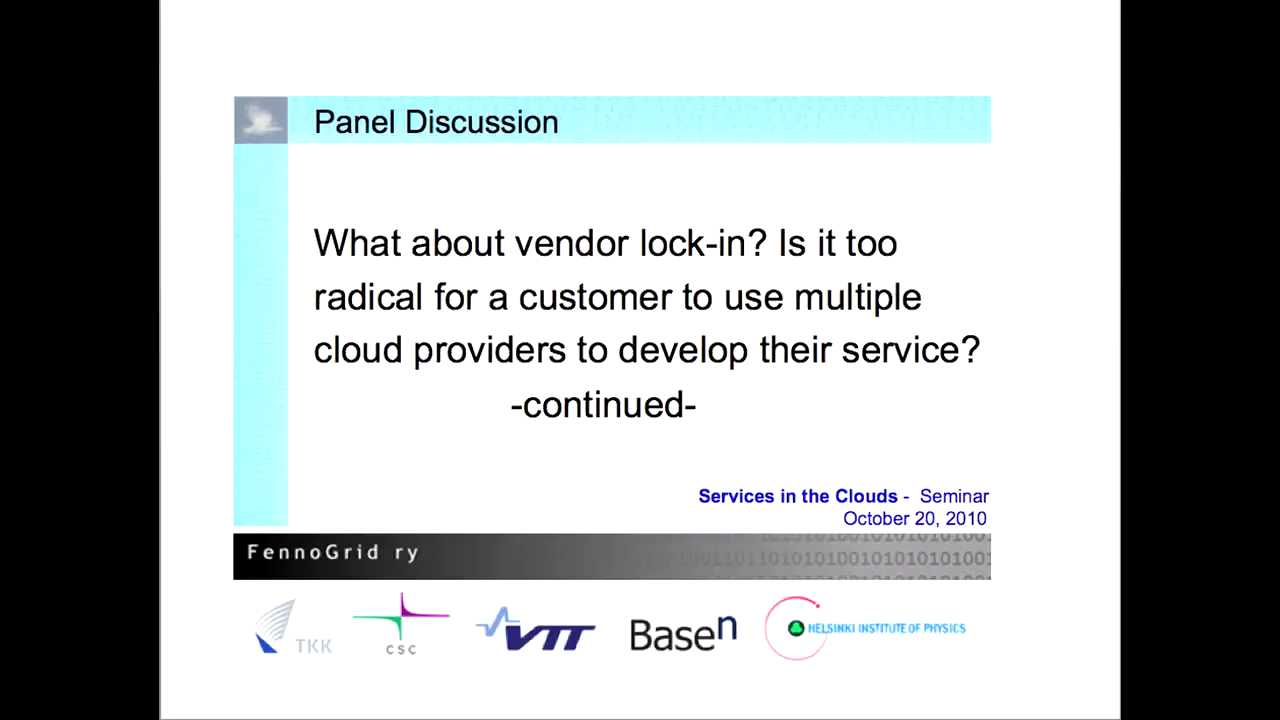 Panel Discussion
What about vendor lock-in? Is it too
radical for a customer to use multiple
cloud providers to develop their service?
-continued-
Services in the Clouds - Seminar
October 20, 2010
FennoGrid ry
TKK
CSC
VTT
Basen
HELSINKI INSTITUTE OF PHYSICS